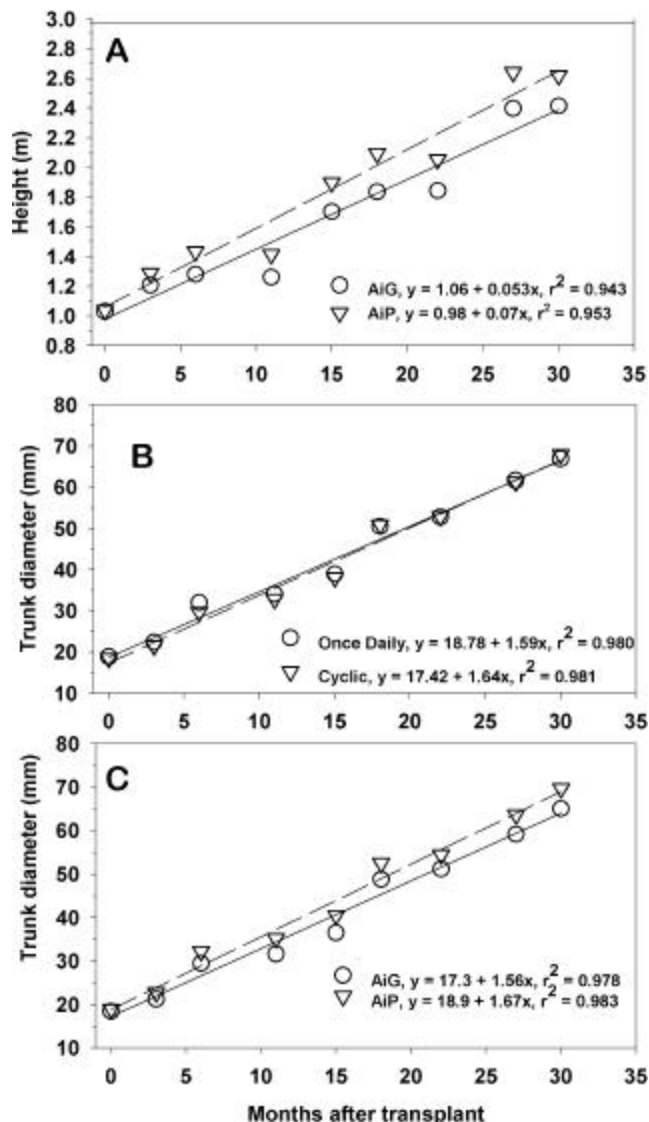 A
Height (m)
3.0
2.8
2.6
2.4
2.2
2.0
1.8
1.6
1.4
1.2
1.0
0.8
AiG, y = 1.06 + 0.053x, r² = 0.943
AiP, y = 0.98 + 0.07x, r² = 0.953
0 5 10 15 20 25 30 35
B
Trunk diameter (mm)
80
70
60
50
40
30
20
10
Once Daily, y = 18.78 + 1.59x, r² = 0.980
Cyclic, y = 17.42 + 1.64x, r² = 0.981
0 5 10 15 20 25 30 35
C
Trunk diameter (mm)
80
70
60
50
40
30
20
10
AiG, y = 17.3 + 1.56x, r² = 0.978
AiP, y = 18.9 + 1.67x, r² = 0.983
0 5 10 15 20 25 30 35
Months after transplant